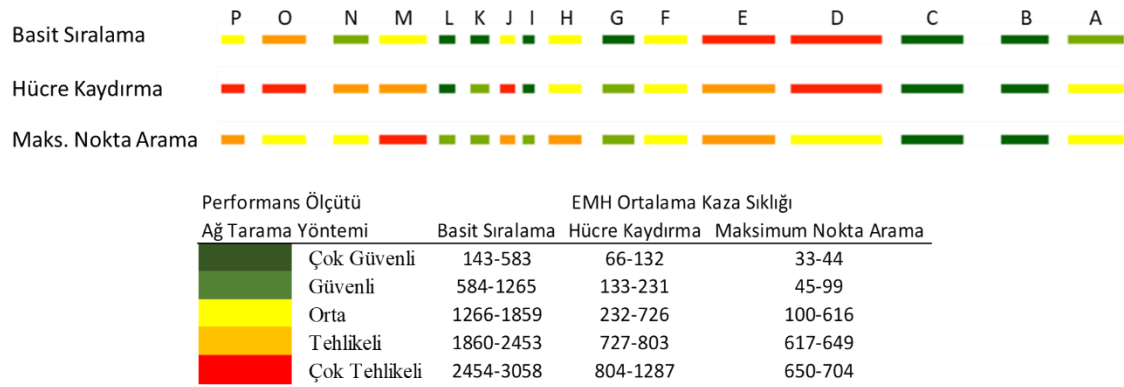 P O N M L K J I H G F E D C B A
Basit Sıralama
Hücre Kaydırma
Maks. Nokta Arama
Performans Ölçütü EMH Ortalama Kaza Sıklığı
Ağ Tarama Yöntemi Basit Sıralama Hücre Kaydırma Maksimum Nokta Arama
Çok Güvenli 143-583 66-132 33-44
Güvenli 584-1265 133-231 45-99
Orta 1266-1859 232-726 100-616
Tehlikeli 1860-2453 727-803 617-649
Çok Tehlikeli 2454-3058 804-1287 650-704